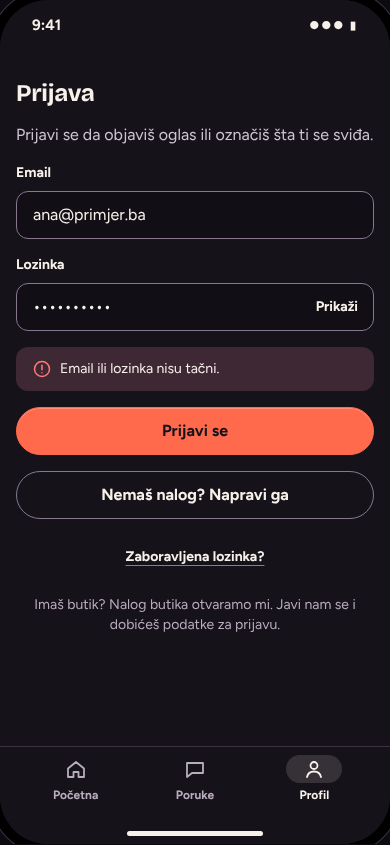 9:41
Prijava
Prijavi se da objaviš oglas ili označiš šta ti se sviđa.
Email
ana@primjer.ba
Lozinka
••••••••••
Prikaži
Email ili lozinka nisu tačni.
Prijavi se
Nemaš nalog? Napravi ga
Zaboravljena lozinka?
Imaš butik? Nalog butika otvaramo mi. Javi nam se i
dobićeš podatke za prijavu.
Početna
Poruke
Profil